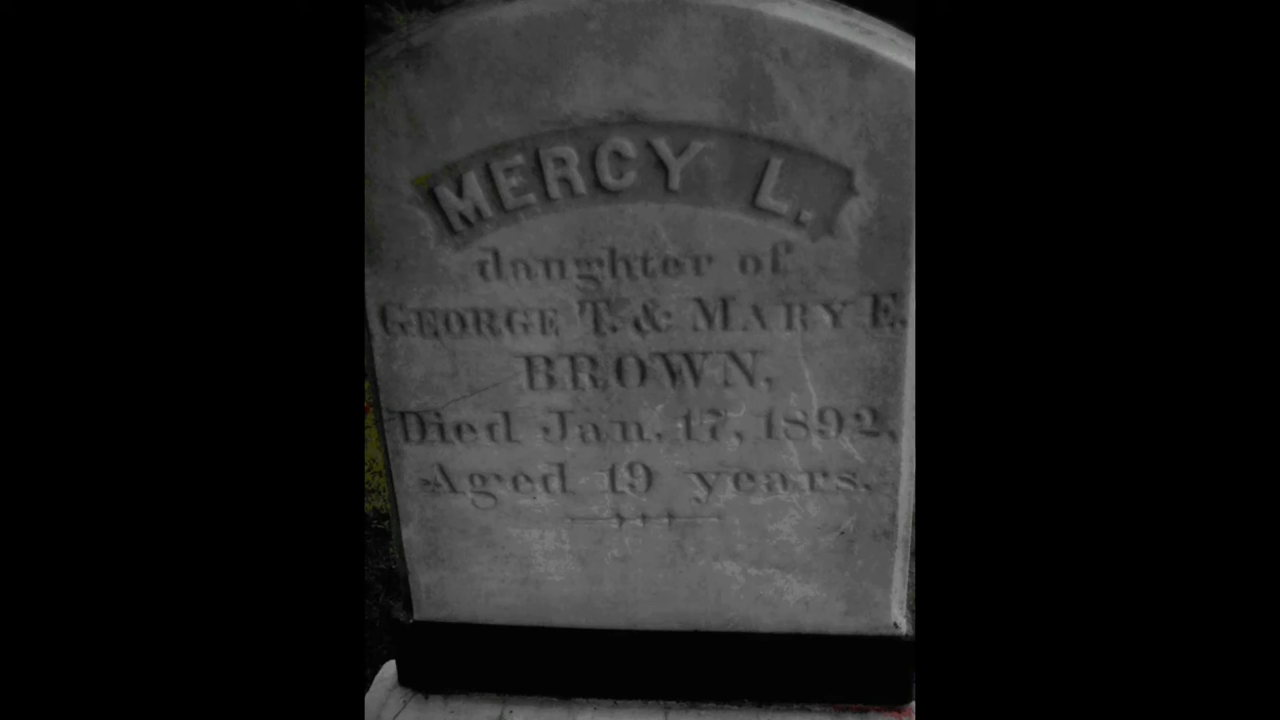 MERCY L.
daughter of
GEORGE T. & MARY E.
BROWN,
Died Jan. 17, 1892,
Aged 19 years.